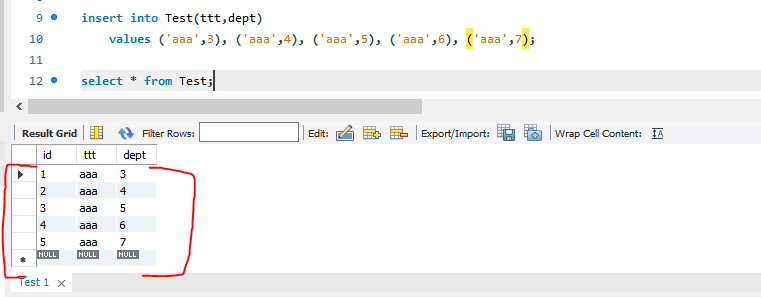 9 insert into Test(ttt,dept)
10 values ('aaa',3), ('aaa',4), ('aaa',5), ('aaa',6), ('aaa',7);
11
12 select * from Test;
Result Grid Filter Rows: Edit: Export/Import: Wrap Cell Content:
id ttt dept
1 aaa 3
2 aaa 4
3 aaa 5
4 aaa 6
5 aaa 7
NULL NULL NULL
Test 1